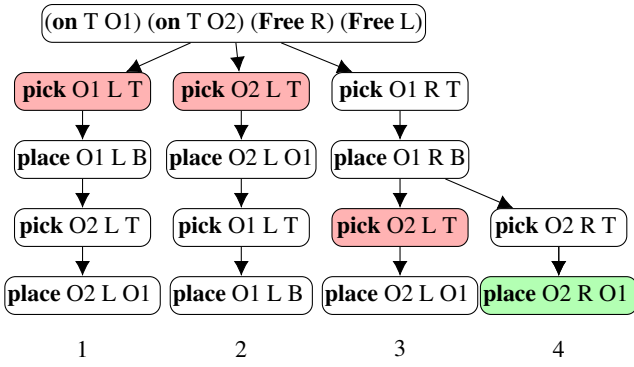 (on T O1) (on T O2) (Free R) (Free L)
pick O1 L T pick O2 L T pick O1 R T
place O1 L B place O2 L O1 place O1 R B
pick O2 L T pick O1 L T pick O2 L T pick O2 R T
place O2 L O1 place O1 L B place O2 L O1 place O2 R O1
1 2 3 4